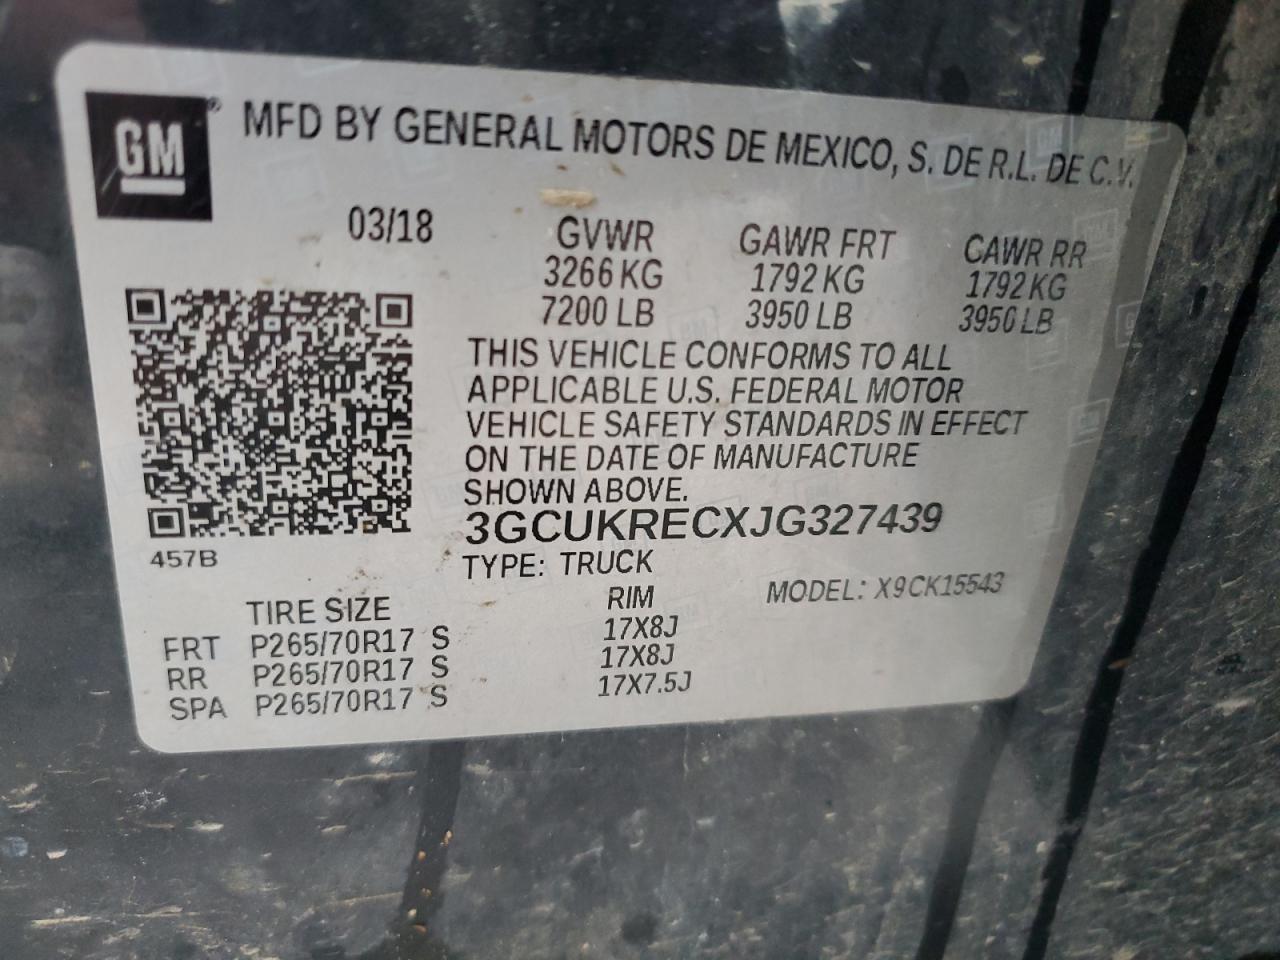 GM ®
MFD BY GENERAL MOTORS DE MEXICO, S. DE R.L. DE C.V.
03/18 GVWR GAWR FRT GAWR RR
3266 KG 1792 KG 1792 KG
7200 LB 3950 LB 3950 LB
THIS VEHICLE CONFORMS TO ALL
APPLICABLE U.S. FEDERAL MOTOR
VEHICLE SAFETY STANDARDS IN EFFECT
ON THE DATE OF MANUFACTURE
SHOWN ABOVE.
3GCUKRECXJG327439
457B
TYPE: TRUCK
MODEL: X9CK15543
TIRE SIZE RIM
FRT P265/70R17 S 17X8J
RR P265/70R17 S 17X8J
SPA P265/70R17 S 17X7.5J